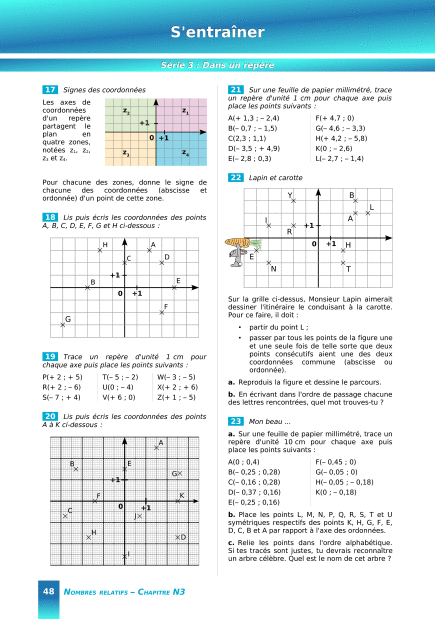 S'entraîner
Série 3 : Dans un repère
17 Signes des coordonnées
Les axes de
coordonnées
d'un repère
partagent le
plan en
quatre zones,
notées z₁, z₂,
z₃ et z₄.
z₂ z₁
+1
0 +1
z₃ z₄
Pour chacune des zones, donne le signe de
chacune des coordonnées (abscisse et
ordonnée) d'un point de cette zone.
18 Lis puis écris les coordonnées des points
A, B, C, D, E, F, G et H ci-dessous :
H A
C D
+1
B E
0 +1
F
G
19 Trace un repère d'unité 1 cm pour
chaque axe puis place les points suivants :
P(+ 2 ; + 5) T(– 5 ; – 2) W(– 3 ; – 5)
R(+ 2 ; – 6) U(0 ; – 4) X(+ 2 ; + 6)
S(– 7 ; + 4) V(+ 6 ; 0) Z(+ 1 ; – 5)
20 Lis puis écris les coordonnées des points
A à K ci-dessous :
A
B E
G
+1
F K
0 +1
C J
H D
I
21 Sur une feuille de papier millimétré, trace
un repère d'unité 1 cm pour chaque axe puis
place les points suivants :
A(+ 1,3 ; – 2,4) F(+ 4,7 ; 0)
B(– 0,7 ; – 1,5) G(– 4,6 ; – 3,3)
C(2,3 ; 1,1) H(+ 4,2 ; – 5,8)
D(– 3,5 ; + 4,9) K(0 ; – 2,6)
E(– 2,8 ; 0,3) L(– 2,7 ; – 1,4)
22 Lapin et carotte
Y B
L
I A
+1
R
0 +1 H
E
N T
Sur la grille ci-dessus, Monsieur Lapin aimerait
dessiner l'itinéraire le conduisant à la carotte.
Pour ce faire, il doit :
• partir du point L ;
• passer par tous les points de la figure une
et une seule fois de telle sorte que deux
points consécutifs aient une des deux
coordonnées commune (abscisse ou
ordonnée).
a. Reproduis la figure et dessine le parcours.
b. En écrivant dans l'ordre de passage chacune
des lettres rencontrées, quel mot trouves-tu ?
23 Mon beau ...
a. Sur une feuille de papier millimétré, trace un
repère d'unité 10 cm pour chaque axe puis
place les points suivants :
A(0 ; 0,4) F(– 0,45 ; 0)
B(– 0,25 ; 0,28) G(– 0,05 ; 0)
C(– 0,16 ; 0,28) H(– 0,05 ; – 0,18)
D(– 0,37 ; 0,16) K(0 ; – 0,18)
E(– 0,25 ; 0,16)
b. Place les points L, M, N, P, Q, R, S, T et U
symétriques respectifs des points K, H, G, F, E,
D, C, B et A par rapport à l'axe des ordonnées.
c. Relie les points dans l'ordre alphabétique.
Si tes tracés sont justes, tu devrais reconnaître
un arbre célèbre. Quel est le nom de cet arbre ?
48 NOMBRES RELATIFS – CHAPITRE N3